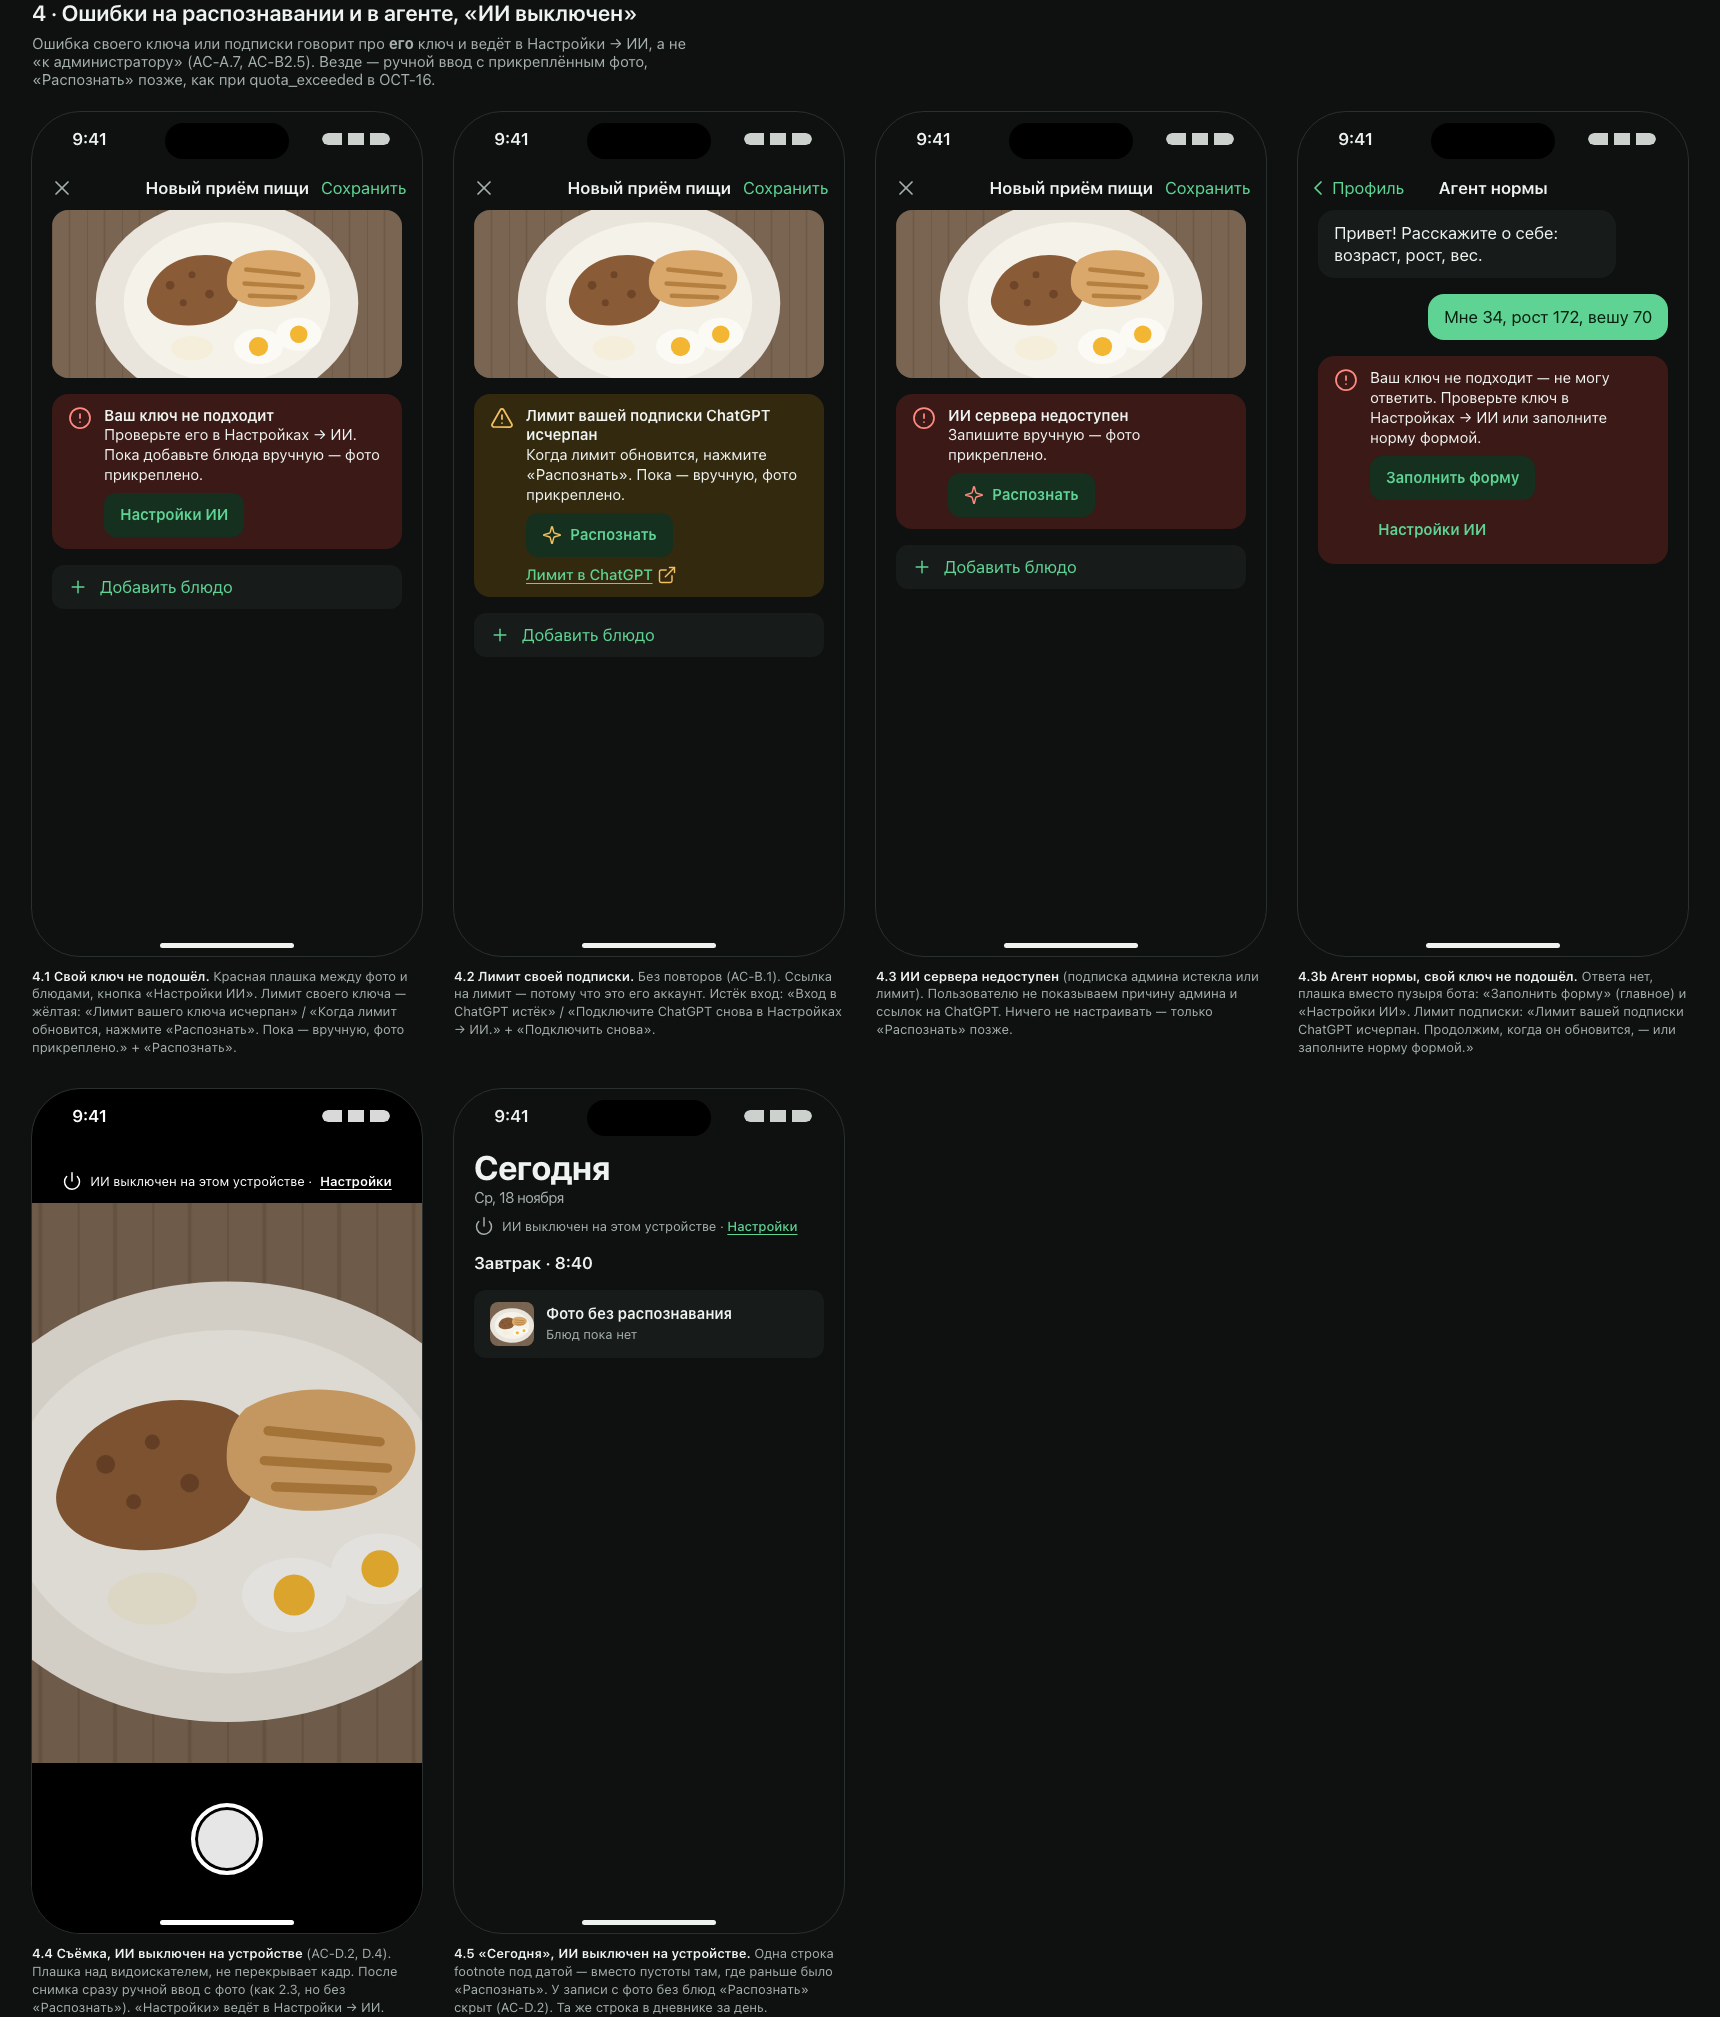 4 · Ошибки на распознавании и в агенте, «ИИ выключен»
Ошибка своего ключа или подписки говорит про его ключ и ведёт в Настройки → ИИ, а не
«к администратору» (AC-A.7, AC-B2.5). Везде — ручной ввод с прикреплённым фото,
«Распознать» позже, как при quota_exceeded в ОСТ-16.
9:41
Новый приём пищи Сохранить
Ваш ключ не подходит
Проверьте его в Настройках → ИИ.
Пока добавьте блюда вручную — фото
прикреплено.
Настройки ИИ
Добавить блюдо
4.1 Свой ключ не подошёл. Красная плашка между фото и
блюдами, кнопка «Настройки ИИ». Лимит своего ключа —
жёлтая: «Лимит вашего ключа исчерпан» / «Когда лимит
обновится, нажмите «Распознать». Пока — вручную, фото
прикреплено.» + «Распознать».
9:41
Новый приём пищи Сохранить
Лимит вашей подписки ChatGPT
исчерпан
Когда лимит обновится, нажмите
«Распознать». Пока — вручную, фото
прикреплено.
Распознать
Лимит в ChatGPT
Добавить блюдо
4.2 Лимит своей подписки. Без повторов (AC-B.1). Ссылка
на лимит — потому что это его аккаунт. Истёк вход: «Вход в
ChatGPT истёк» / «Подключите ChatGPT снова в Настройках
→ ИИ.» + «Подключить снова».
9:41
Новый приём пищи Сохранить
ИИ сервера недоступен
Запишите вручную — фото
прикреплено.
Распознать
Добавить блюдо
4.3 ИИ сервера недоступен (подписка админа истекла или
лимит). Пользователю не показываем причину админа и
ссылок на ChatGPT. Ничего не настраивать — только
«Распознать» позже.
9:41
Профиль Агент нормы
Привет! Расскажите о себе:
возраст, рост, вес.
Мне 34, рост 172, вешу 70
Ваш ключ не подходит — не могу
ответить. Проверьте ключ в
Настройках → ИИ или заполните
норму формой.
Заполнить форму
Настройки ИИ
4.3b Агент нормы, свой ключ не подошёл. Ответа нет,
плашка вместо пузыря бота: «Заполнить форму» (главное) и
«Настройки ИИ». Лимит подписки: «Лимит вашей подписки
ChatGPT исчерпан. Продолжим, когда он обновится, — или
заполните норму формой.»
9:41
ИИ выключен на этом устройстве · Настройки
4.4 Съёмка, ИИ выключен на устройстве (AC-D.2, D.4).
Плашка над видоискателем, не перекрывает кадр. После
снимка сразу ручной ввод с фото (как 2.3, но без
«Распознать»). «Настройки» ведёт в Настройки → ИИ.
9:41
Сегодня
Ср, 18 ноября
ИИ выключен на этом устройстве · Настройки
Завтрак · 8:40
Фото без распознавания
Блюд пока нет
4.5 «Сегодня», ИИ выключен на устройстве. Одна строка
footnote под датой — вместо пустоты там, где раньше было
«Распознать». У записи с фото без блюд «Распознать»
скрыт (AC-D.2). Та же строка в дневнике за день.